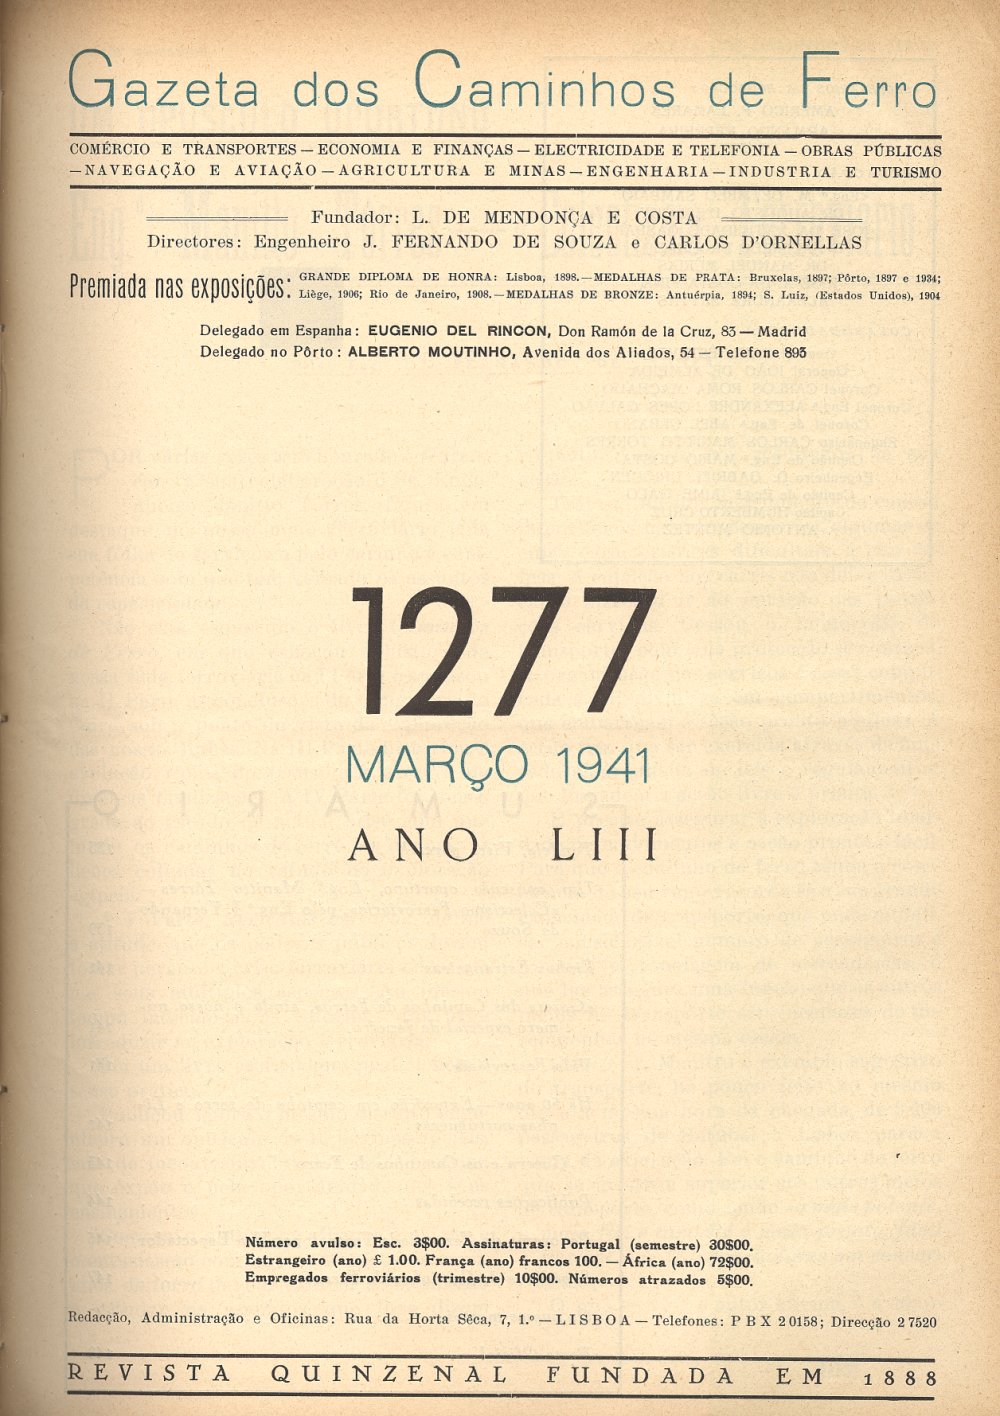 Gazeta dos Caminhos de Ferro
COMÉRCIO E TRANSPORTES — ECONOMIA E FINANÇAS — ELECTRICIDADE E TELEFONIA — OBRAS PÚBLICAS
— NAVEGAÇÃO E AVIAÇÃO — AGRICULTURA E MINAS — ENGENHARIA — INDUSTRIA E TURISMO
Fundador: L. DE MENDONÇA E COSTA
Directores: Engenheiro J. FERNANDO DE SOUZA e CARLOS D'ORNELLAS
Premiada nas exposições:
GRANDE DIPLOMA DE HONRA: Lisboa, 1898. — MEDALHAS DE PRATA: Bruxelas, 1897; Pôrto, 1897 e 1934;
Liège, 1906; Rio de Janeiro, 1908. — MEDALHAS DE BRONZE: Antuérpia, 1894; S. Luiz, (Estados Unidos), 1904
Delegado em Espanha: EUGENIO DEL RINCON, Don Ramón de la Cruz, 83 — Madrid
Delegado no Pôrto: ALBERTO MOUTINHO, Avenida dos Aliados, 54 — Telefone 893
1277
MARÇO 1941
ANO LIII
Número avulso: Esc. 3$00. Assinaturas: Portugal (semestre) 30$00.
Estrangeiro (ano) £ 1.00. França (ano) francos 100. — África (ano) 72$00.
Empregados ferroviários (trimestre) 10$00. Números atrazados 5$00.
Redacção, Administração e Oficinas: Rua da Horta Sêca, 7, 1.º — LISBOA — Telefones: PBX 20158; Direcção 27520
REVISTA QUINZENAL FUNDADA EM 1888